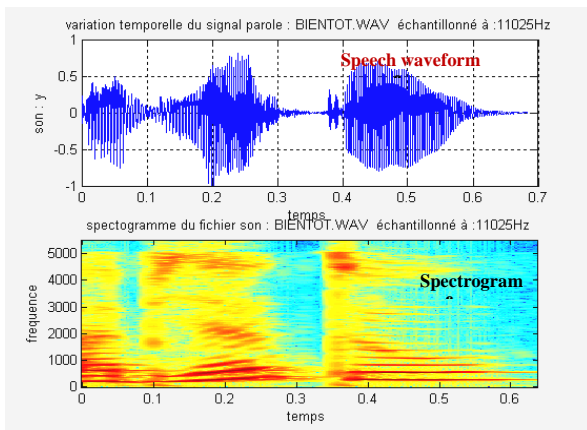 variation temporelle du signal parole : BIENTOT.WAV échantillonné à :11025Hz
1
Speech waveform
0.5
son : y
0
-0.5
-1
0 0.1 0.2 0.3 0.4 0.5 0.6 0.7
temps
spectogramme du fichier son : BIENTOT.WAV échantillonné à :11025Hz
5000
Spectrogram
4000
3000
frequence
2000
1000
0
0 0.1 0.2 0.3 0.4 0.5 0.6
temps